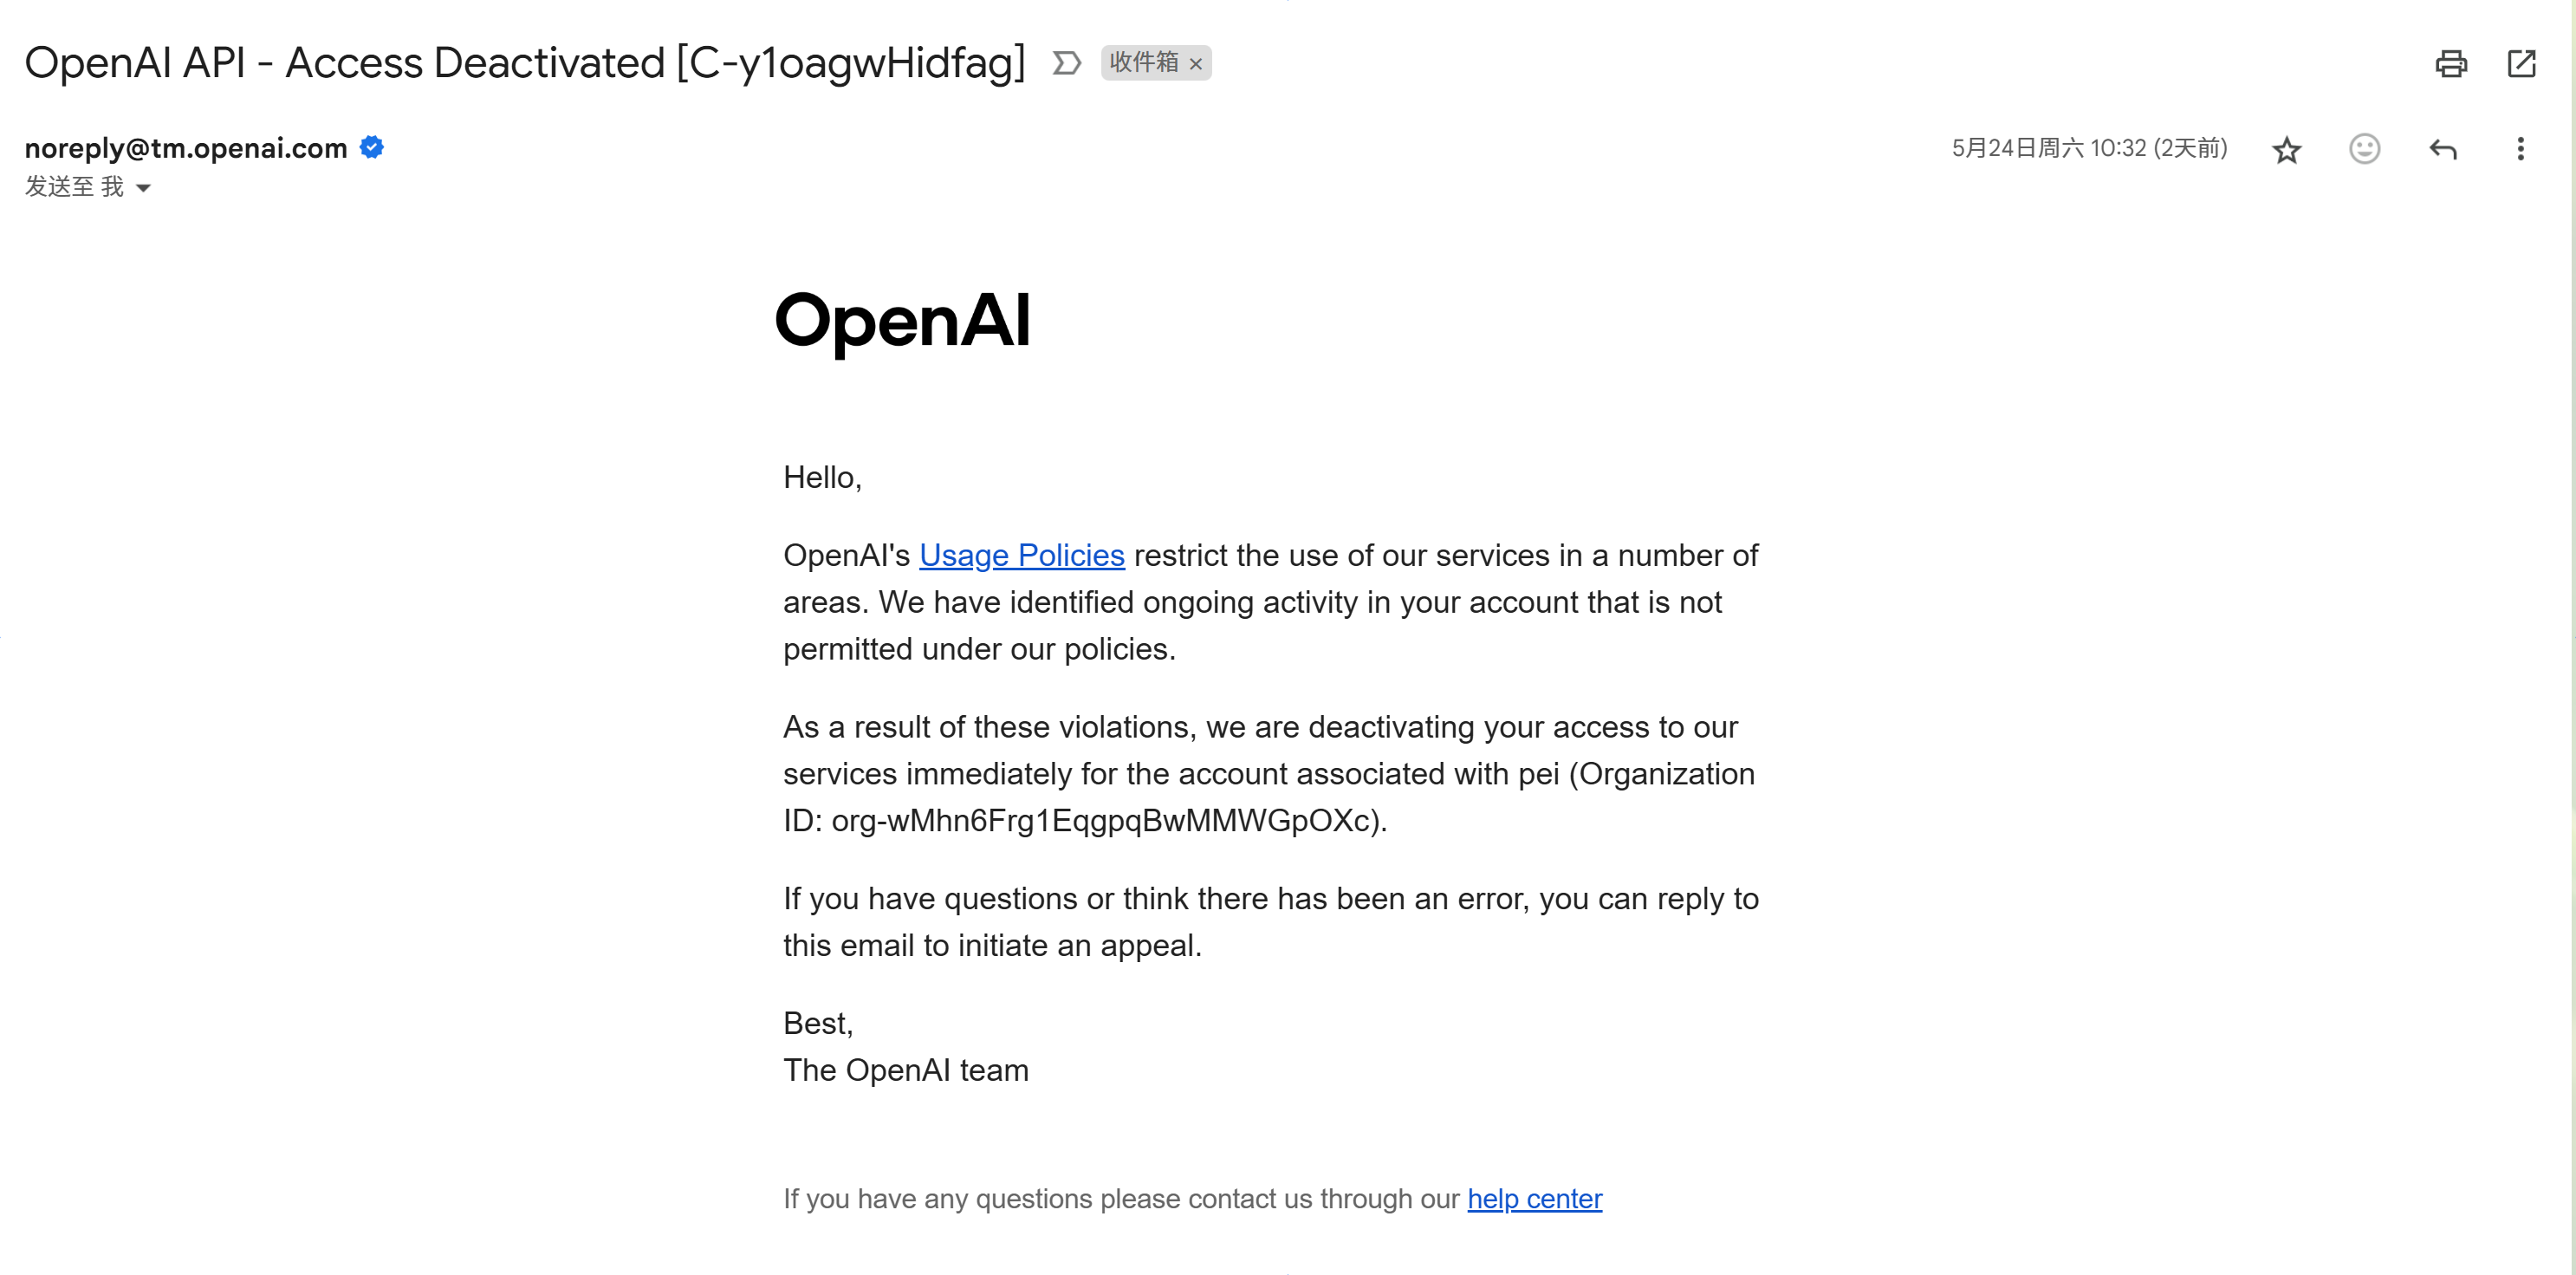 OpenAI API - Access Deactivated [C-y1oagwHidfag]
收件箱 ×
noreply@tm.openai.com
5月24日周六 10:32 (2天前)
发送至 我
OpenAI
Hello,
OpenAI's Usage Policies restrict the use of our services in a number of
areas. We have identified ongoing activity in your account that is not
permitted under our policies.
As a result of these violations, we are deactivating your access to our
services immediately for the account associated with pei (Organization
ID: org-wMhn6Frg1EqgpqBwMMWGpOXc).
If you have questions or think there has been an error, you can reply to
this email to initiate an appeal.
Best,
The OpenAI team
If you have any questions please contact us through our help center